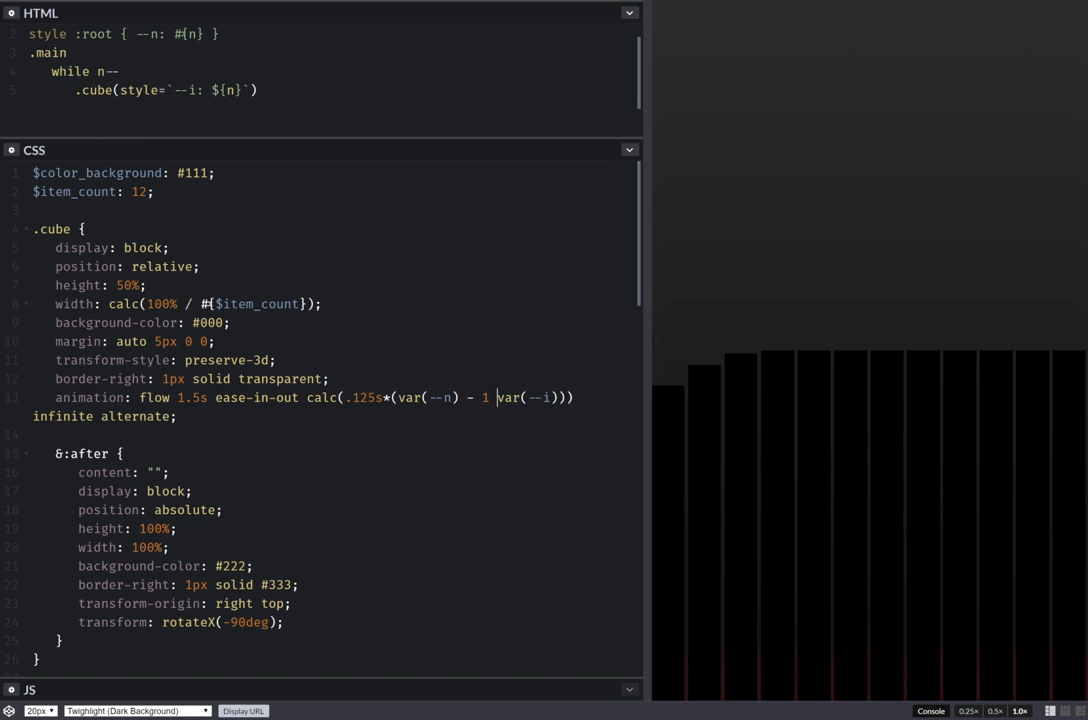 HTML
2 style :root { --n: #{n} }
3 .main
4 while n--
5 .cube(style=`--i: ${n}`)
CSS
1 $color_background: #111;
2 $item_count: 12;
3
4 .cube {
5 display: block;
6 position: relative;
7 height: 50%;
8 width: calc(100% / #{$item_count});
9 background-color: #000;
10 margin: auto 5px 0 0;
11 transform-style: preserve-3d;
12 border-right: 1px solid transparent;
13 animation: flow 1.5s ease-in-out calc(.125s*(var(--n) - 1 var(--i)))
infinite alternate;
14
15 &:after {
16 content: "";
17 display: block;
18 position: absolute;
19 height: 100%;
20 width: 100%;
21 background-color: #222;
22 border-right: 1px solid #333;
23 transform-origin: right top;
24 transform: rotateX(-90deg);
25 }
26 }
JS
20px Twighlight (Dark Background) Display URL Console 0.25× 0.5× 1.0×